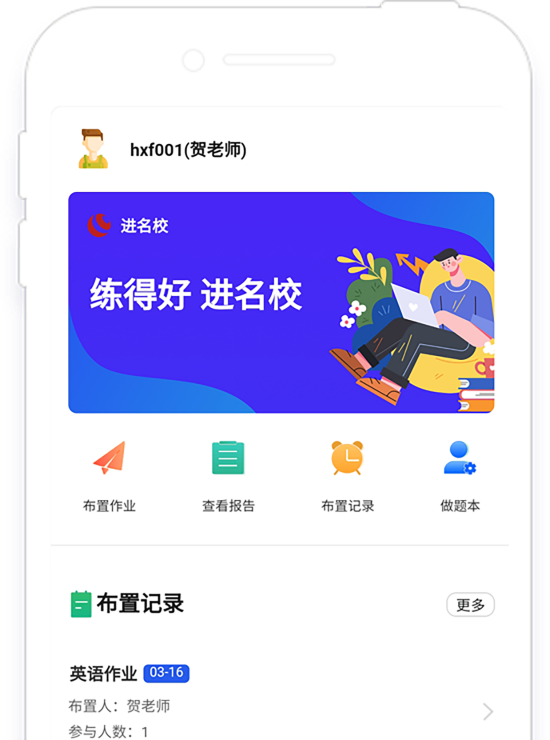 hxf001(贺老师)
进名校
练得好 进名校
布置作业
查看报告
布置记录
做题本
布置记录
更多
英语作业 03-16
布置人：贺老师
参与人数：1